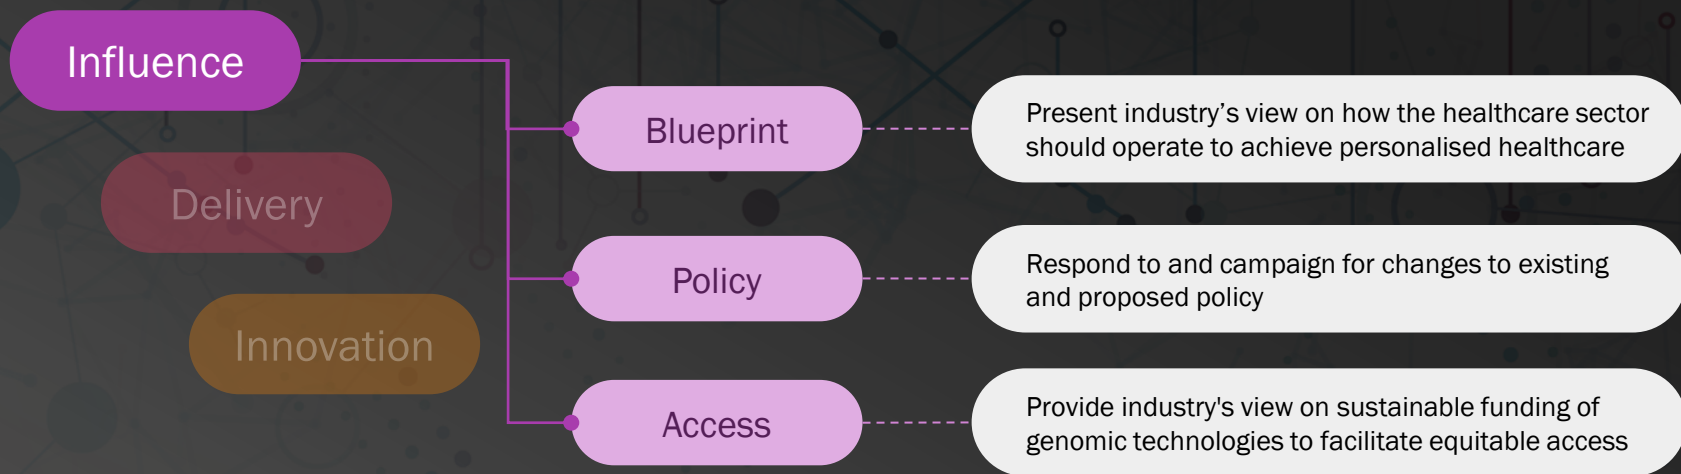 Influence
Delivery
Innovation
Blueprint
Present industry’s view on how the healthcare sector
should operate to achieve personalised healthcare
Policy
Respond to and campaign for changes to existing
and proposed policy
Access
Provide industry's view on sustainable funding of
genomic technologies to facilitate equitable access